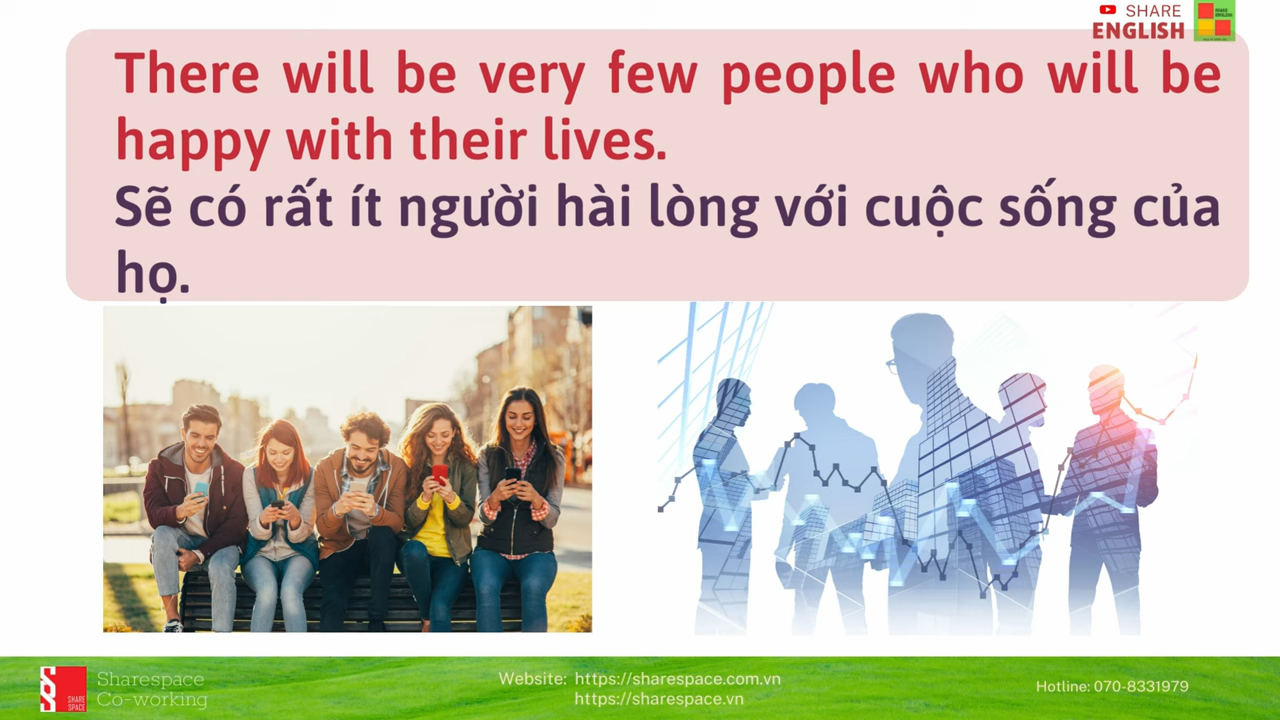 SHARE
ENGLISH
There will be very few people who will be
happy with their lives.
Sẽ có rất ít người hài lòng với cuộc sống của
họ.
Sharespace
Co-working
SHARE
SPACE
Website: https://sharespace.com.vn
https://sharespace.vn
Hotline: 070-8331979